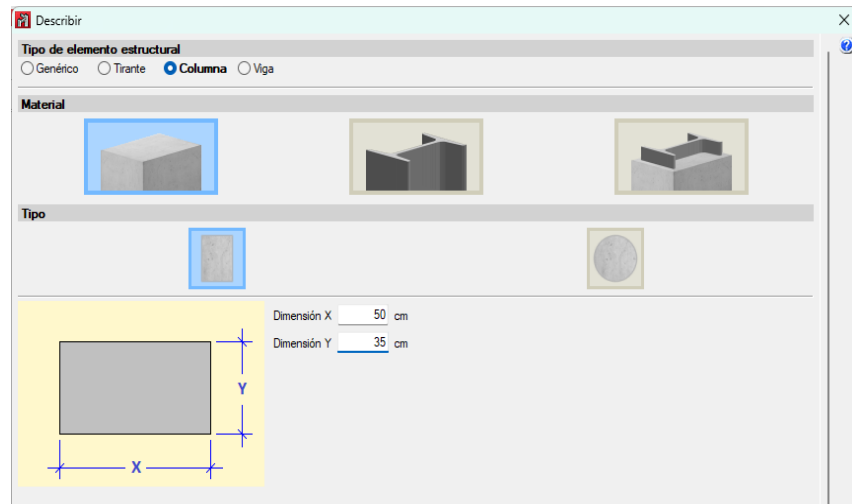 Describir
Tipo de elemento estructural
Genérico Tirante Columna Viga
Material
Tipo
Dimensión X 50 cm
Dimensión Y 35 cm
Y
X